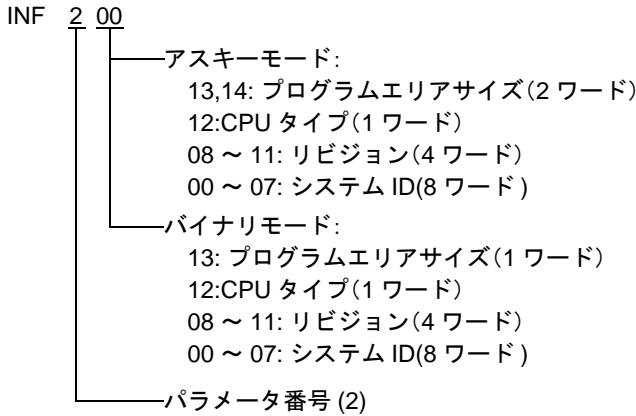 INF 2 00
アスキーモード:
13,14: プログラムエリアサイズ(2 ワード)
12:CPU タイプ(1 ワード)
08 ～ 11: リビジョン(4 ワード)
00 ～ 07: システム ID(8 ワード )
バイナリモード:
13: プログラムエリアサイズ(1 ワード)
12:CPU タイプ(1 ワード)
08 ～ 11: リビジョン(4 ワード)
00 ～ 07: システム ID(8 ワード )
パラメータ番号 (2)